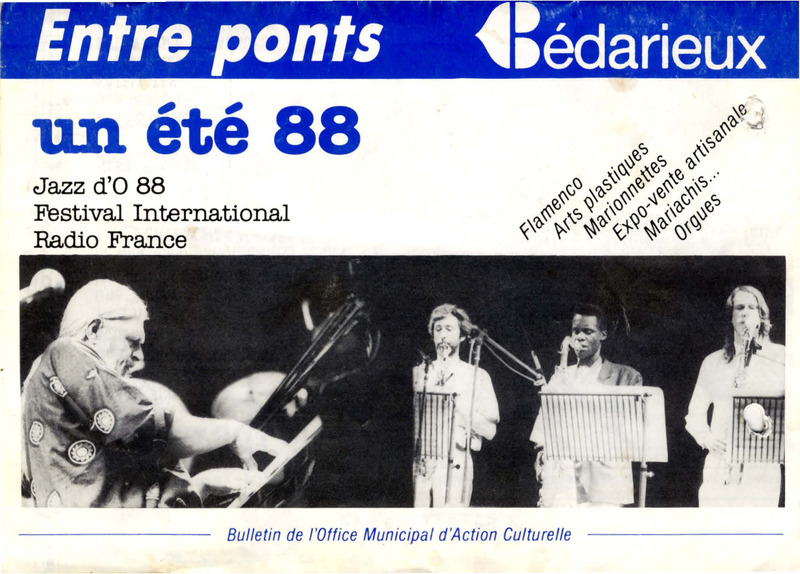 Entre ponts
Bédarieux
un été 88
Jazz d'O 88
Festival International
Radio France
Flamenco
Arts plastiques
Marionnettes
Expo-vente artisanale
Mariachis...
Orgues
Bulletin de l'Office Municipal d'Action Culturelle